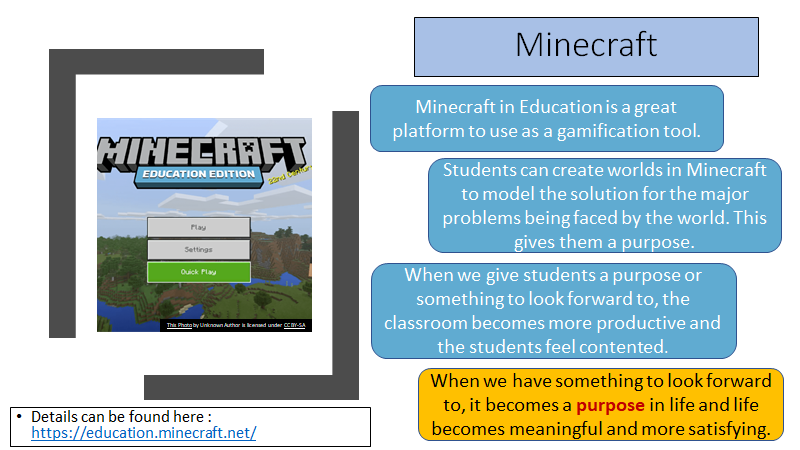 Minecraft
Minecraft in Education is a great
platform to use as a gamification tool.
Students can create worlds in Minecraft
to model the solution for the major
problems being faced by the world. This
gives them a purpose.
When we give students a purpose or
something to look forward to, the
classroom becomes more productive and
the students feel contented.
When we have something to look forward
to, it becomes a purpose in life and life
becomes meaningful and more satisfying.
MINECRAFT
EDUCATION EDITION
Play
Settings
Quick Play
This Photo by Unknown Author is licensed under CC BY-SA
• Details can be found here :
https://education.minecraft.net/